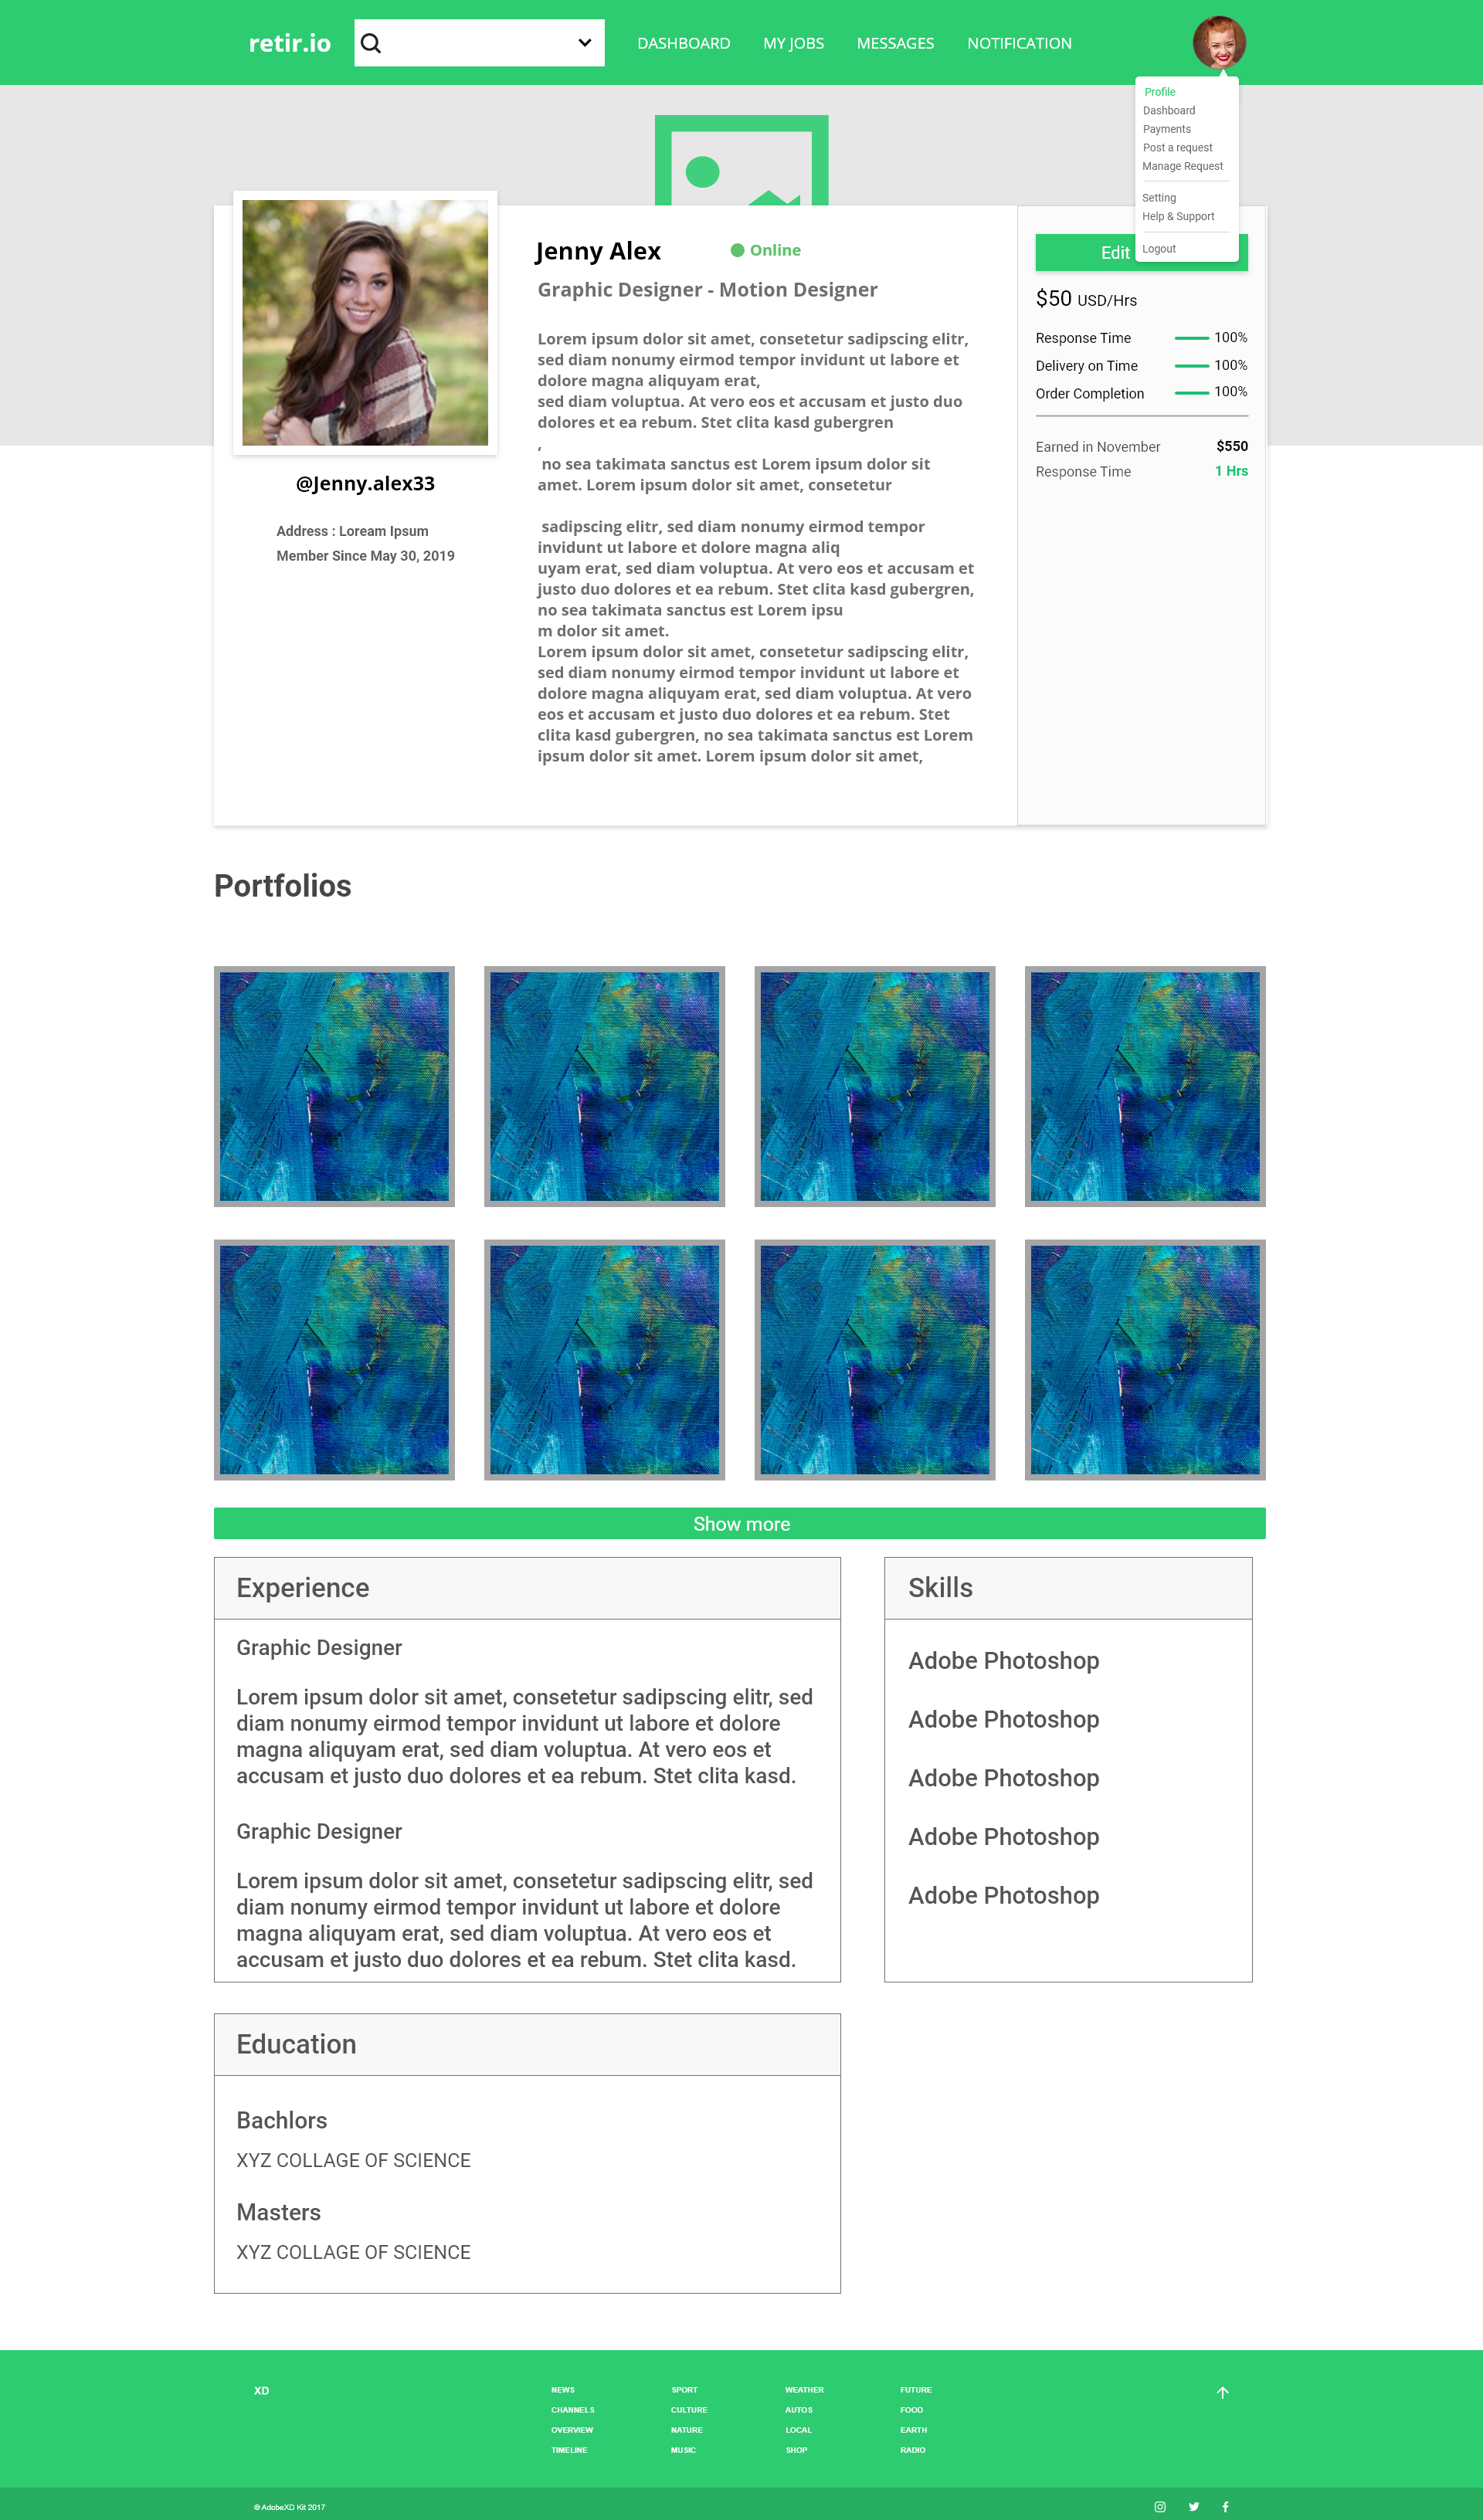 retir.io
DASHBOARD MY JOBS MESSAGES NOTIFICATION
Profile
Dashboard
Payments
Post a request
Manage Request
Setting
Help & Support
Logout
@Jenny.alex33
Address : Loream Ipsum
Member Since May 30, 2019
Jenny Alex Online
Graphic Designer - Motion Designer
Lorem ipsum dolor sit amet, consetetur sadipscing elitr,
sed diam nonumy eirmod tempor invidunt ut labore et
dolore magna aliquyam erat,
sed diam voluptua. At vero eos et accusam et justo duo
dolores et ea rebum. Stet clita kasd gubergren
,
no sea takimata sanctus est Lorem ipsum dolor sit
amet. Lorem ipsum dolor sit amet, consetetur
sadipscing elitr, sed diam nonumy eirmod tempor
invidunt ut labore et dolore magna aliq
uyam erat, sed diam voluptua. At vero eos et accusam et
justo duo dolores et ea rebum. Stet clita kasd gubergren,
no sea takimata sanctus est Lorem ipsu
m dolor sit amet.
Lorem ipsum dolor sit amet, consetetur sadipscing elitr,
sed diam nonumy eirmod tempor invidunt ut labore et
dolore magna aliquyam erat, sed diam voluptua. At vero
eos et accusam et justo duo dolores et ea rebum. Stet
clita kasd gubergren, no sea takimata sanctus est Lorem
ipsum dolor sit amet. Lorem ipsum dolor sit amet,
Edit
$50 USD/Hrs
Response Time 100%
Delivery on Time 100%
Order Completion 100%
Earned in November $550
Response Time 1 Hrs
Portfolios
Show more
Experience
Graphic Designer
Lorem ipsum dolor sit amet, consetetur sadipscing elitr, sed
diam nonumy eirmod tempor invidunt ut labore et dolore
magna aliquyam erat, sed diam voluptua. At vero eos et
accusam et justo duo dolores et ea rebum. Stet clita kasd.
Graphic Designer
Lorem ipsum dolor sit amet, consetetur sadipscing elitr, sed
diam nonumy eirmod tempor invidunt ut labore et dolore
magna aliquyam erat, sed diam voluptua. At vero eos et
accusam et justo duo dolores et ea rebum. Stet clita kasd.
Skills
Adobe Photoshop
Adobe Photoshop
Adobe Photoshop
Adobe Photoshop
Adobe Photoshop
Education
Bachlors
XYZ COLLAGE OF SCIENCE
Masters
XYZ COLLAGE OF SCIENCE
XD
NEWS
CHANNELS
OVERVIEW
TIMELINE
SPORT
CULTURE
NATURE
MUSIC
WEATHER
AUTOS
LOCAL
SHOP
FUTURE
FOOD
EARTH
RADIO
© AdobeXD Kit 2017